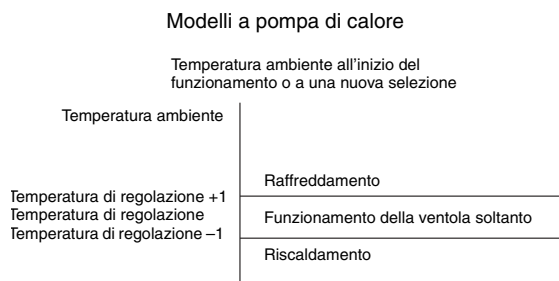 Modelli a pompa di calore
Temperatura ambiente all'inizio del
funzionamento o a una nuova selezione
Temperatura ambiente
Raffreddamento
Temperatura di regolazione +1
Temperatura di regolazione
Funzionamento della ventola soltanto
Temperatura di regolazione –1
Riscaldamento